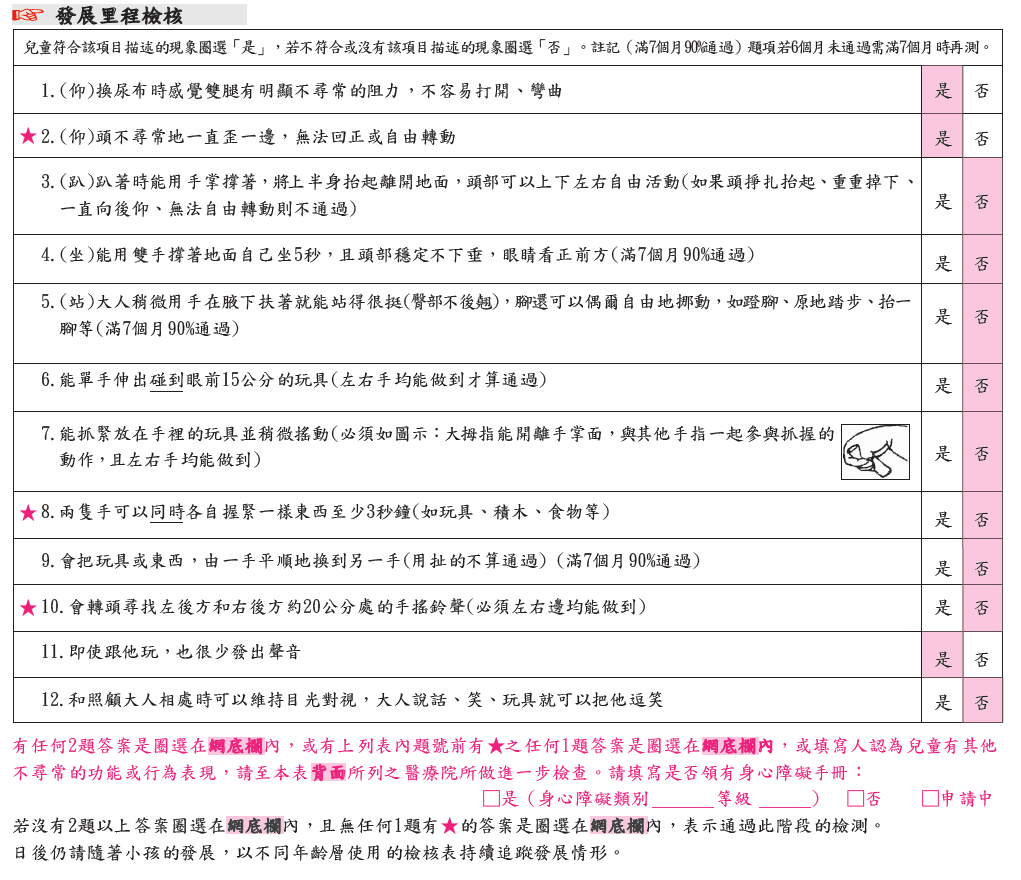 發展里程檢核
兒童符合該項目描述的現象圈選「是」，若不符合或沒有該項目描述的現象圈選「否」。註記（滿7個月90%通過）題項若6個月未通過需滿7個月時再測。
1.(仰)換尿布時感覺雙腿有明顯不尋常的阻力，不容易打開、彎曲 是 否
★2.(仰)頭不尋常地一直歪一邊，無法回正或自由轉動 是 否
3.(趴)趴著時能用手掌撐著，將上半身抬起離開地面，頭部可以上下左右自由活動(如果頭掙扎抬起、重重掉下、
一直向後仰、無法自由轉動則不通過) 是 否
4.(坐)能用雙手撐著地面自己坐5秒，且頭部穩定不下垂，眼睛看正前方(滿7個月90%通過) 是 否
5.(站)大人稍微用手在腋下扶著就能站得很挺(臀部不後翹)，腳還可以偶爾自由地挪動，如蹬腳、原地踏步、抬一
腳等(滿7個月90%通過) 是 否
6.能單手伸出碰到眼前15公分的玩具(左右手均能做到才算通過) 是 否
7.能抓緊放在手裡的玩具並稍微搖動(必須如圖示：大拇指能開離手掌面，與其他手指一起參與抓握的
動作，且左右手均能做到) 是 否
★8.兩隻手可以同時各自握緊一樣東西至少3秒鐘(如玩具、積木、食物等) 是 否
9.會把玩具或東西，由一手平順地換到另一手(用扯的不算通過) (滿7個月90%通過) 是 否
★10.會轉頭尋找左後方和右後方約20公分處的手搖鈴聲(必須左右邊均能做到) 是 否
11.即使跟他玩，也很少發出聲音 是 否
12.和照顧大人相處時可以維持目光對視，大人說話、笑、玩具就可以把他逗笑 是 否
有任何2題答案是圈選在網底欄內，或有上列表內題號前有★之任何1題答案是圈選在網底欄內，或填寫人認為兒童有其他
不尋常的功能或行為表現，請至本表背面所列之醫療院所做進一步檢查。請填寫是否領有身心障礙手冊：
□是（身心障礙類別______等級 _____） □否 □申請中
若沒有2題以上答案圈選在網底欄內，且無任何1題有★的答案是圈選在網底欄內，表示通過此階段的檢測。
日後仍請隨著小孩的發展，以不同年齡層使用的檢核表持續追蹤發展情形。